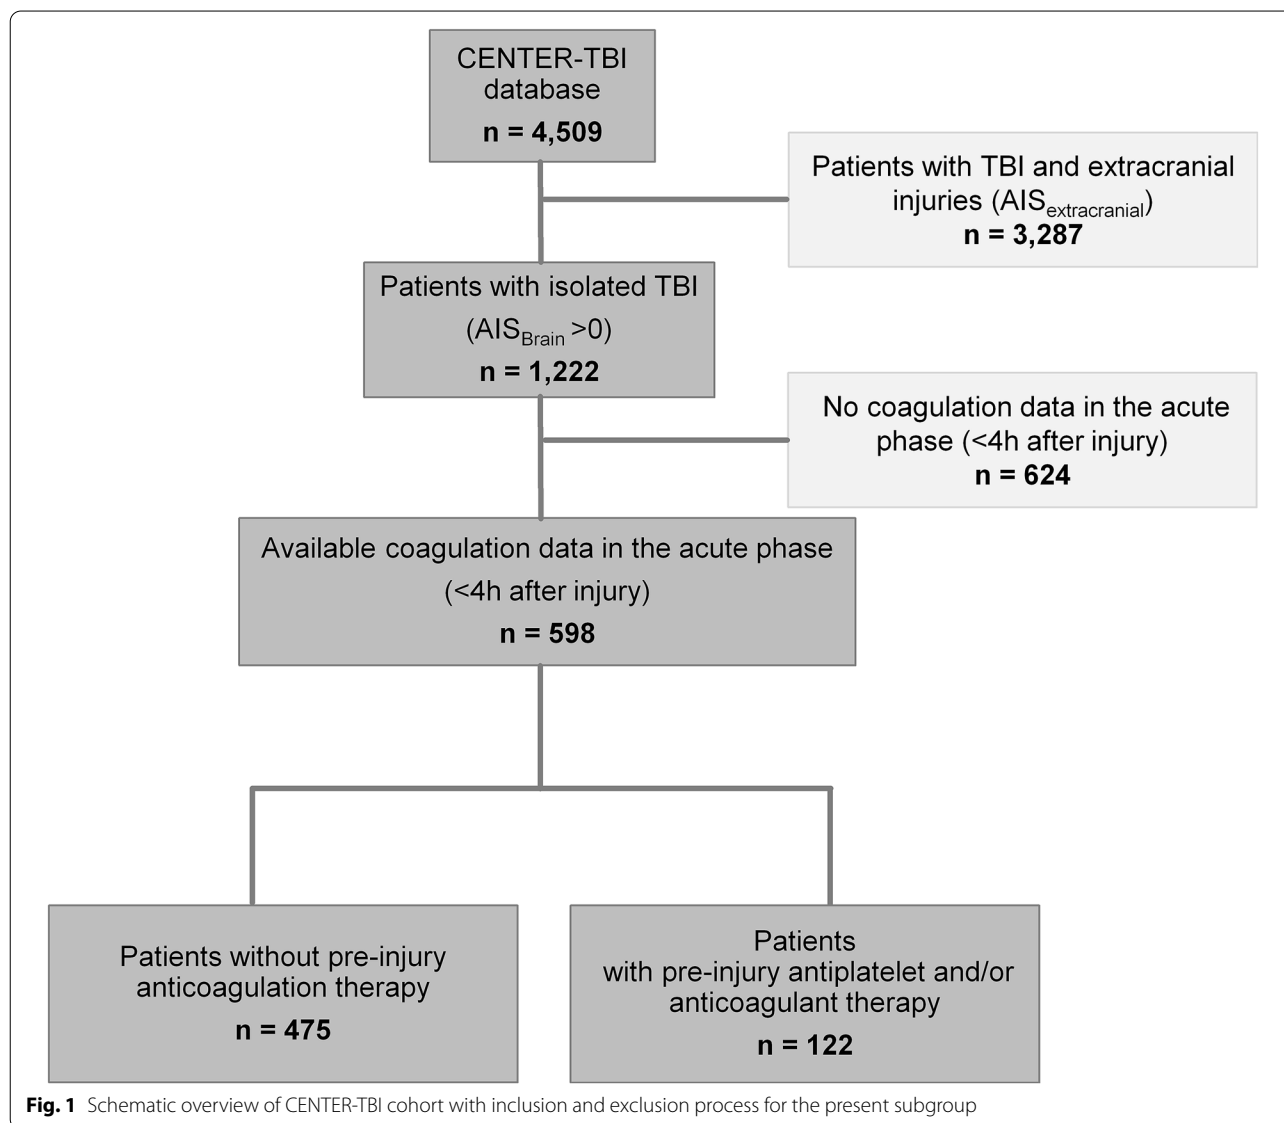 CENTER-TBI
database
n = 4,509
Patients with TBI and extracranial
injuries (AISextracranial)
n = 3,287
Patients with isolated TBI
(AISBrain >0)
n = 1,222
No coagulation data in the acute
phase (<4h after injury)
n = 624
Available coagulation data in the acute phase
(<4h after injury)
n = 598
Patients without pre-injury
anticoagulation therapy
n = 475
Patients
with pre-injury antiplatelet and/or
anticoagulant therapy
n = 122
Fig. 1 Schematic overview of CENTER-TBI cohort with inclusion and exclusion process for the present subgroup